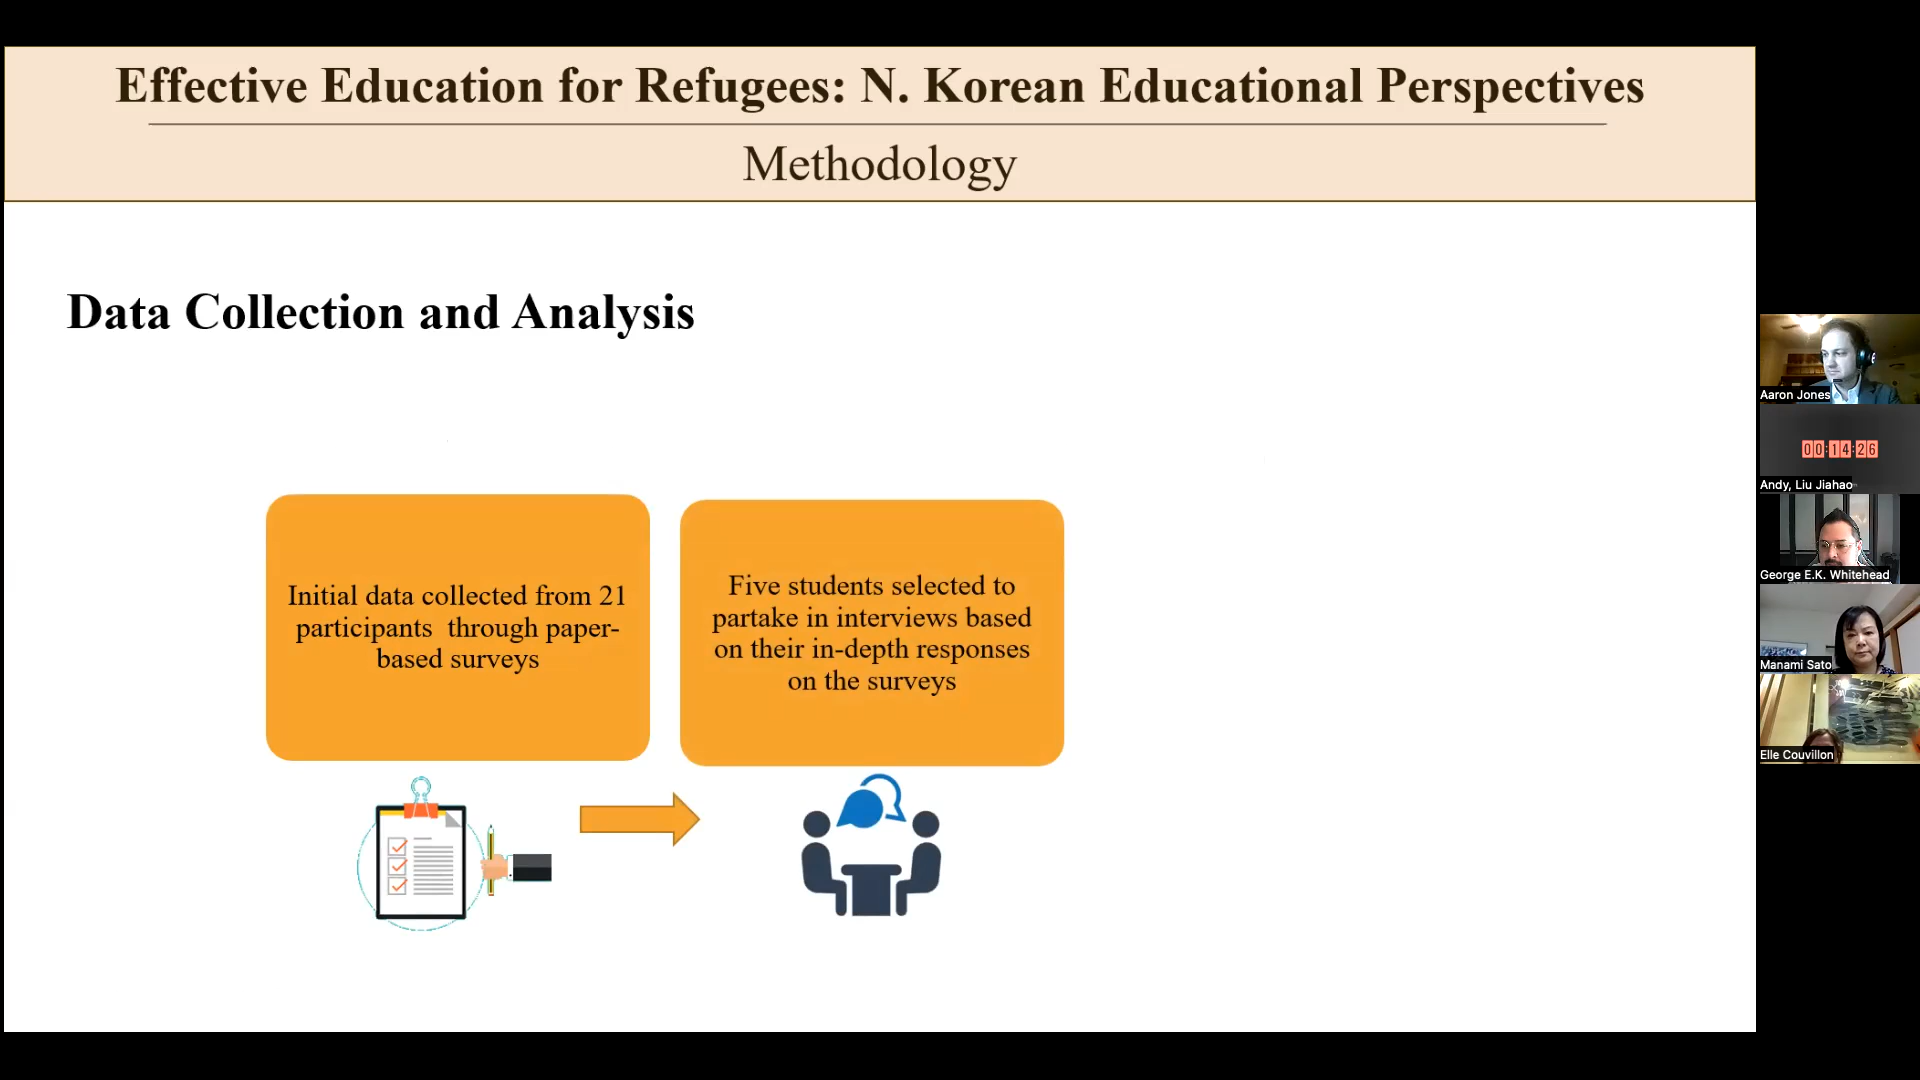 Effective Education for Refugees: N. Korean Educational Perspectives
Methodology
Data Collection and Analysis
Initial data collected from 21
participants through paper-
based surveys
Five students selected to
partake in interviews based
on their in-depth responses
on the surveys
Aaron Jones
00:14:26
Andy, Liu Jiahao
George E.K. Whitehead
Manami Sato
Elle Couvillon